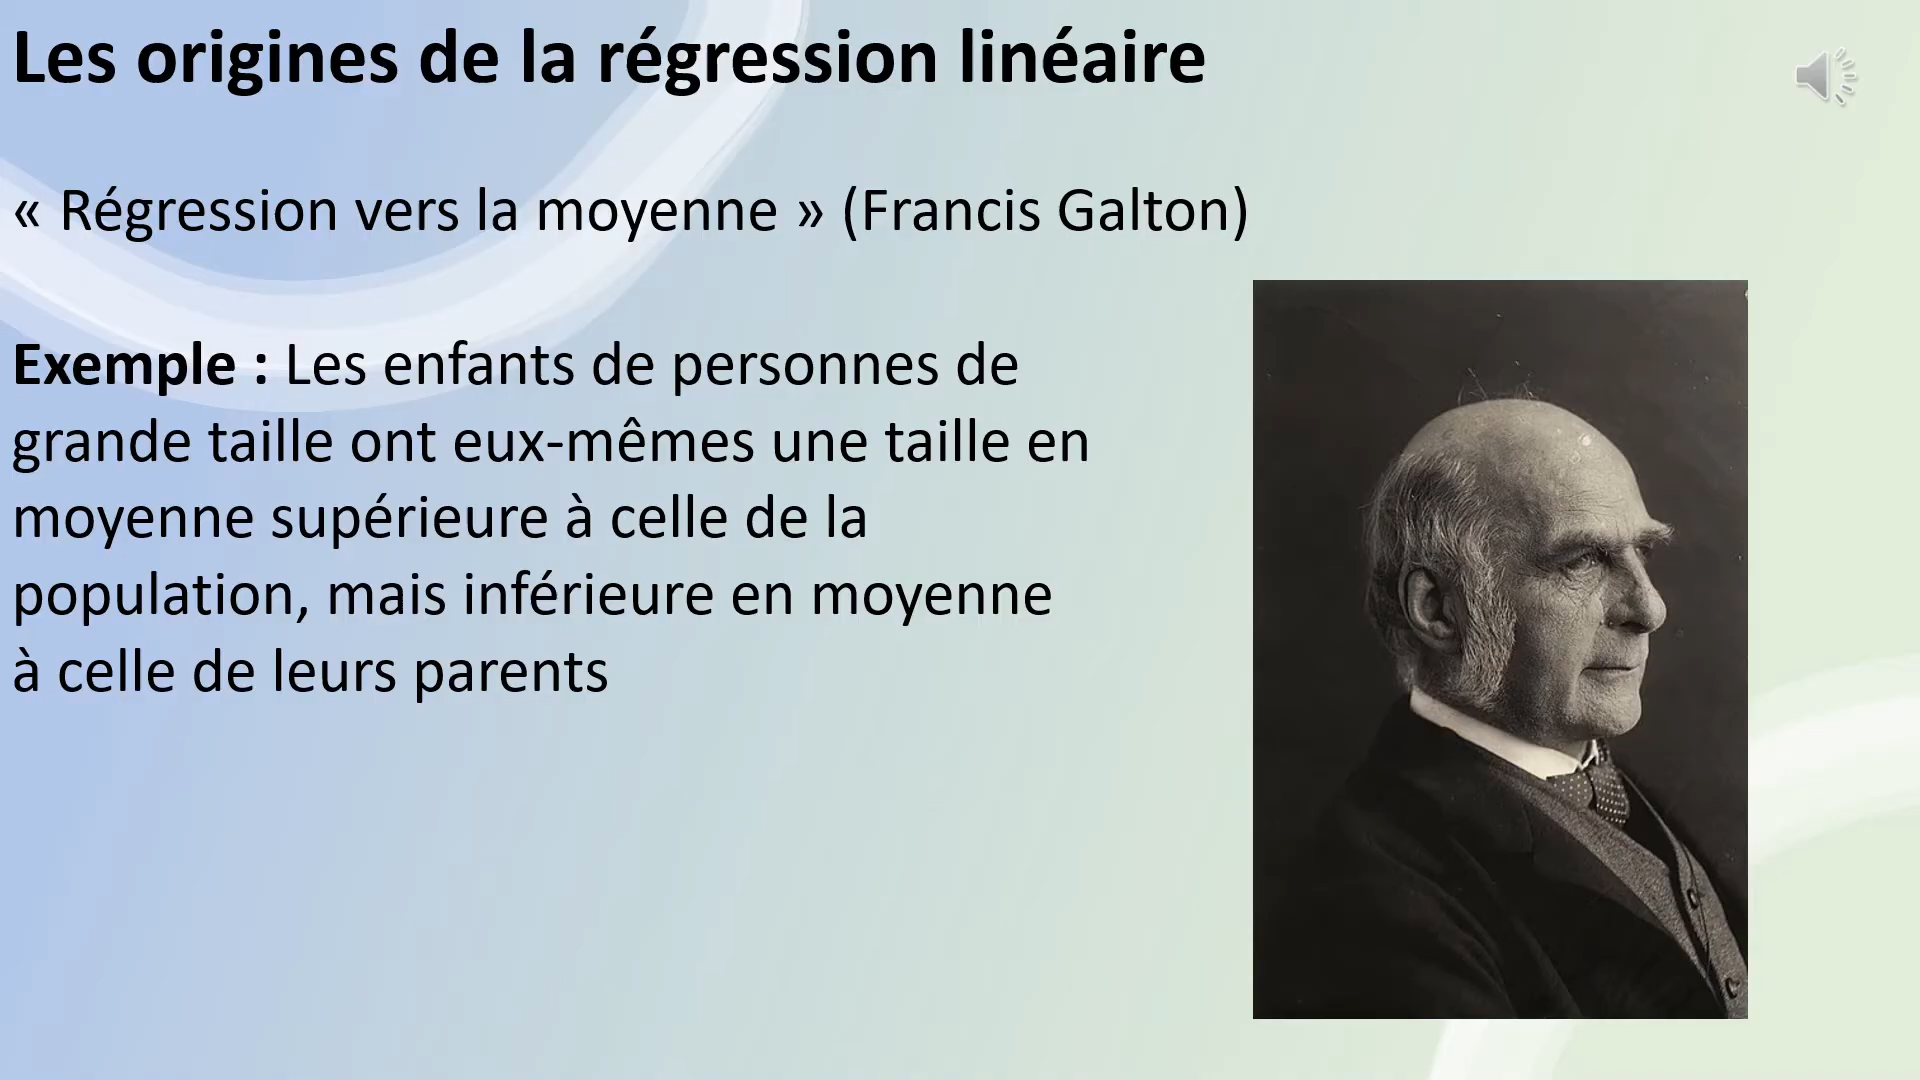 Les origines de la régression linéaire
« Régression vers la moyenne » (Francis Galton)
Exemple : Les enfants de personnes de
grande taille ont eux-mêmes une taille en
moyenne supérieure à celle de la
population, mais inférieure en moyenne
à celle de leurs parents